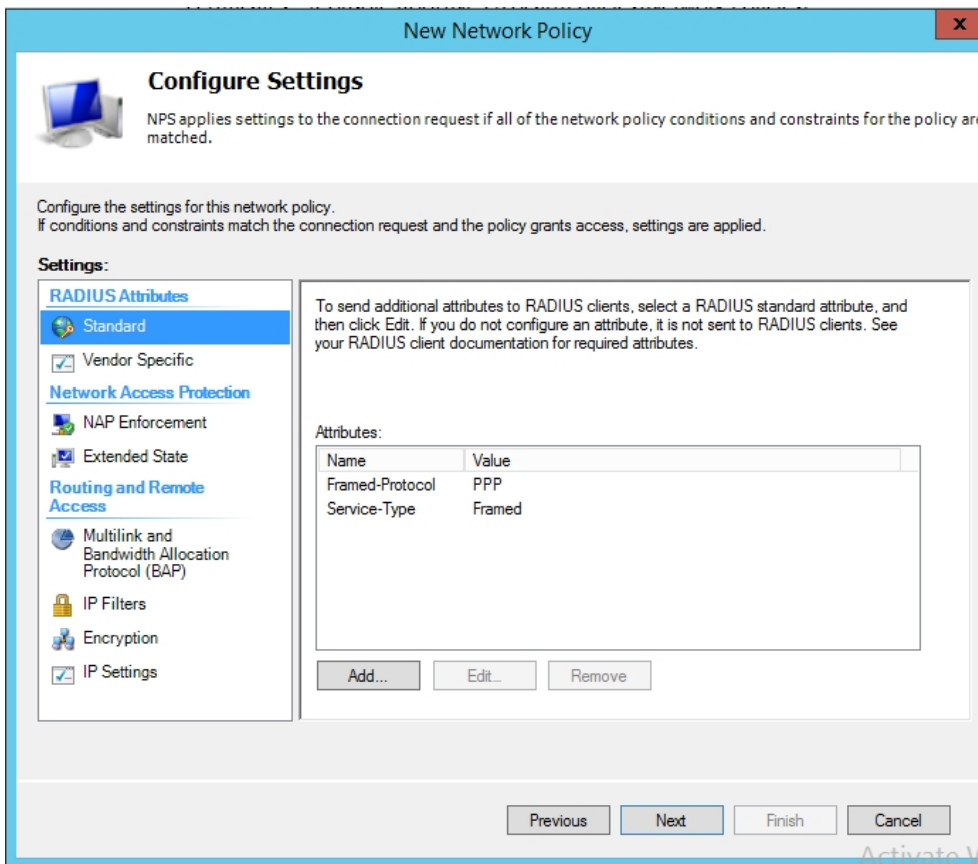 New Network Policy
x
Configure Settings
NPS applies settings to the connection request if all of the network policy conditions and constraints for the policy are
matched.
Configure the settings for this network policy.
If conditions and constraints match the connection request and the policy grants access, settings are applied.
Settings:
RADIUS Attributes
Standard
Vendor Specific
Network Access Protection
NAP Enforcement
Extended State
Routing and Remote
Access
Multilink and
Bandwidth Allocation
Protocol (BAP)
IP Filters
Encryption
IP Settings
To send additional attributes to RADIUS clients, select a RADIUS standard attribute, and
then click Edit. If you do not configure an attribute, it is not sent to RADIUS clients. See
your RADIUS client documentation for required attributes.
Attributes:
Name Value
Framed-Protocol PPP
Service-Type Framed
Add... Edit... Remove
Previous Next Finish Cancel
Activate